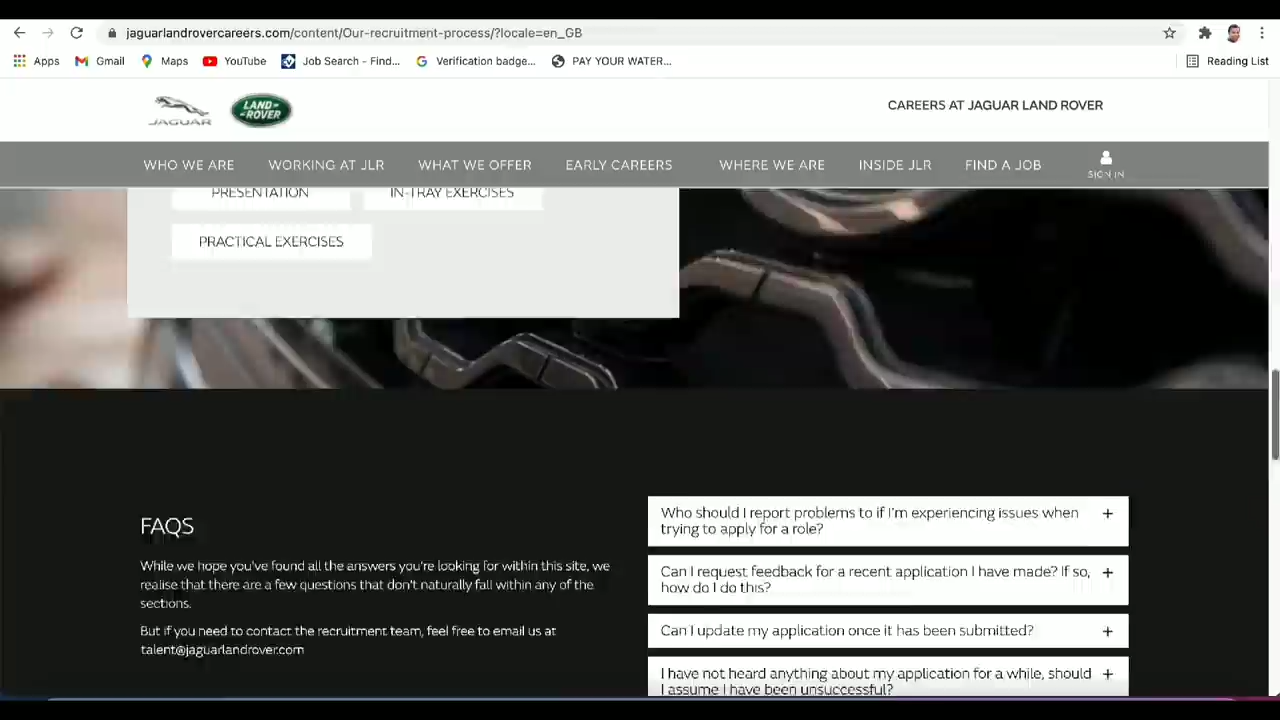 jaguarlandrovercareers.com/content/Our-recruitment-process/?locale=en_GB
Apps Gmail Maps YouTube Job Search - Find... Verification badge... PAY YOUR WATER... Reading List
JAGUAR LAND-ROVER CAREERS AT JAGUAR LAND ROVER
WHO WE ARE WORKING AT JLR WHAT WE OFFER EARLY CAREERS WHERE WE ARE INSIDE JLR FIND A JOB SIGN IN
PRESENTATION IN-TRAY EXERCISES
PRACTICAL EXERCISES
FAQS
While we hope you've found all the answers you're looking for within this site, we
realise that there are a few questions that don't naturally fall within any of the
sections.
But if you need to contact the recruitment team, feel free to email us at
talent@jaguarlandrover.com
Who should I report problems to if I'm experiencing issues when
trying to apply for a role?
Can I request feedback for a recent application I have made? If so,
how do I do this?
Can I update my application once it has been submitted?
I have not heard anything about my application for a while, should
I assume I have been unsuccessful?